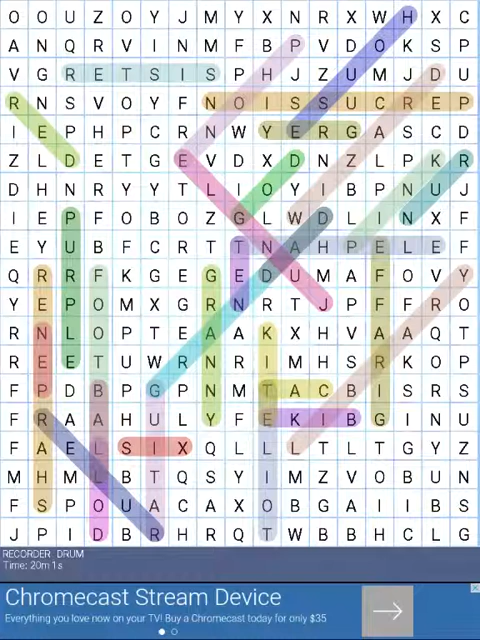 O O U Z O Y J M Y X N R X W H X C
A N Q R V I N M F B P V D O K S P
V G R E T S I S P H J Z U M J D U
R N S V O Y F N O I S S U C R E P
I E P H P C R N W Y E R G A S C D
Z L D E T G E V D X D N Z L P K R
D H N R Y Y T L J O Y I B P N U J
I E P F O B O Z G L W D L I N X F
E Y U B F C R T T N A H P E L E F
Q R R F K G E G E D U M A F O V Y
Y E P O M X G R N R T J P F F R O
R N L O P T E A A K X H V A A Q T
R E E T U W R N R I M H S R K O P
F P D B P G P N M T A C B I S R S
F R A A H U L Y F E K I B G I N U
F A E L S I X Q L L L T L T G Y Z
M H M L B T Q S Y I M Z V O B U N
F S P O U A C A X O B G A I I B S
J P I D B R H R Q T W B B H C L G
RECORDER DRUM
Time: 20m 1s
Chromecast Stream Device
Everything you love now on your TV! Buy a Chromecast today for only $35